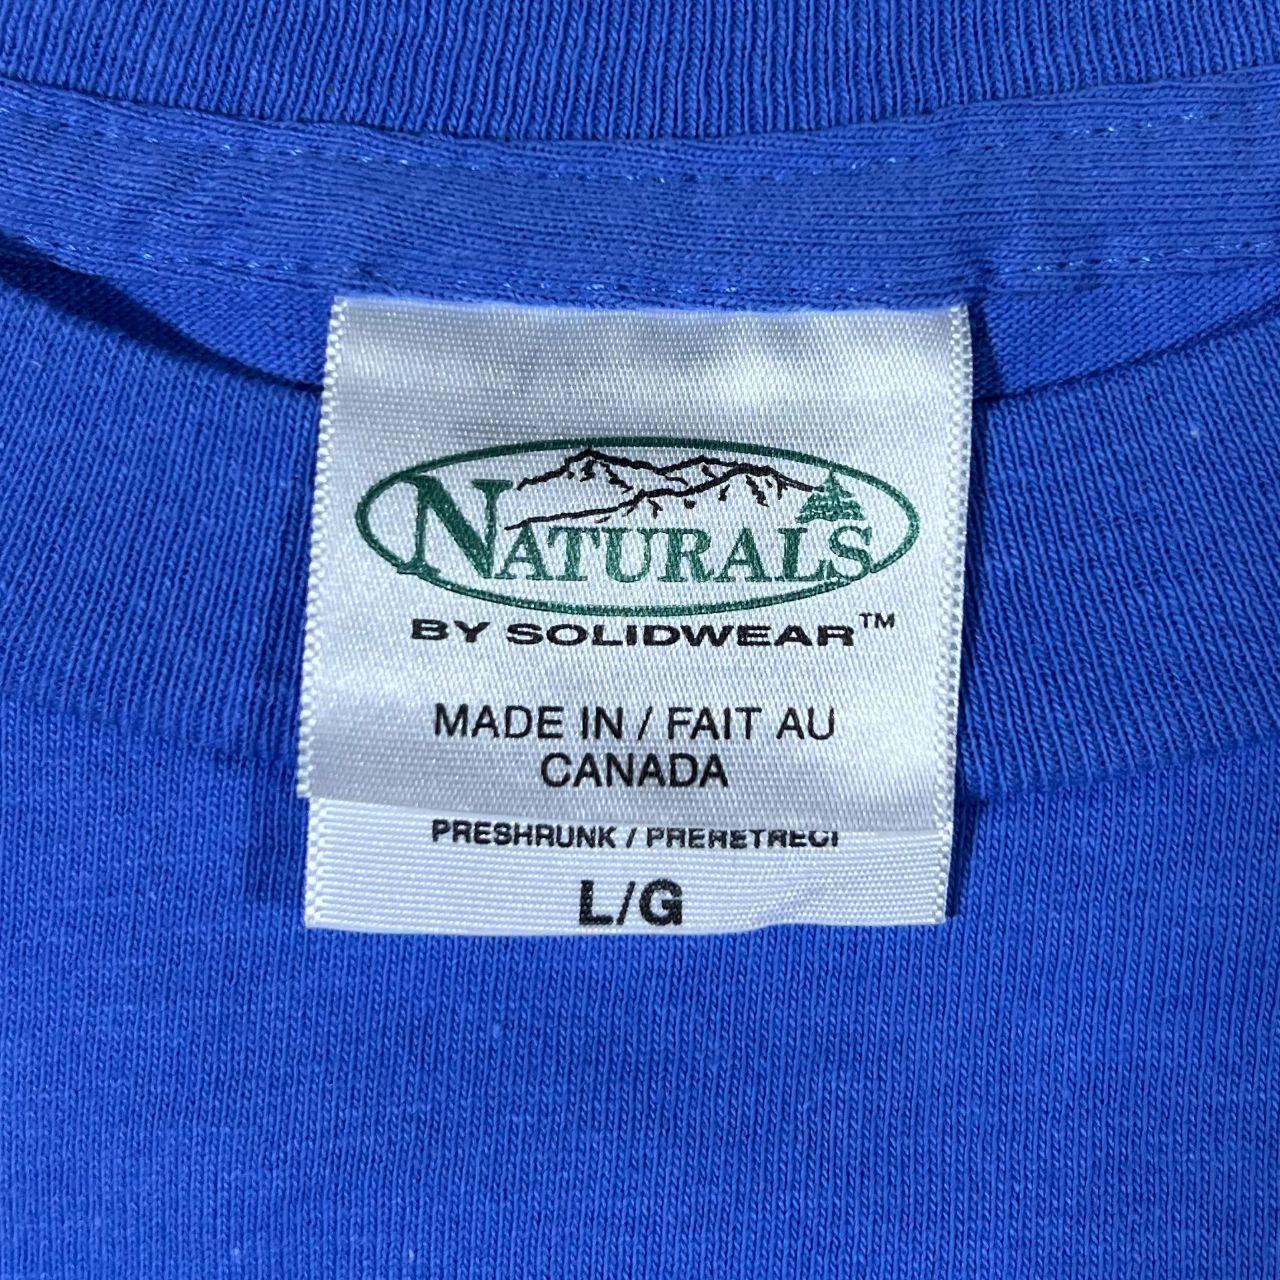 NATURALS
BY SOLIDWEAR™
MADE IN / FAIT AU
CANADA
PRESHRUNK / PRERETRECI
L/G